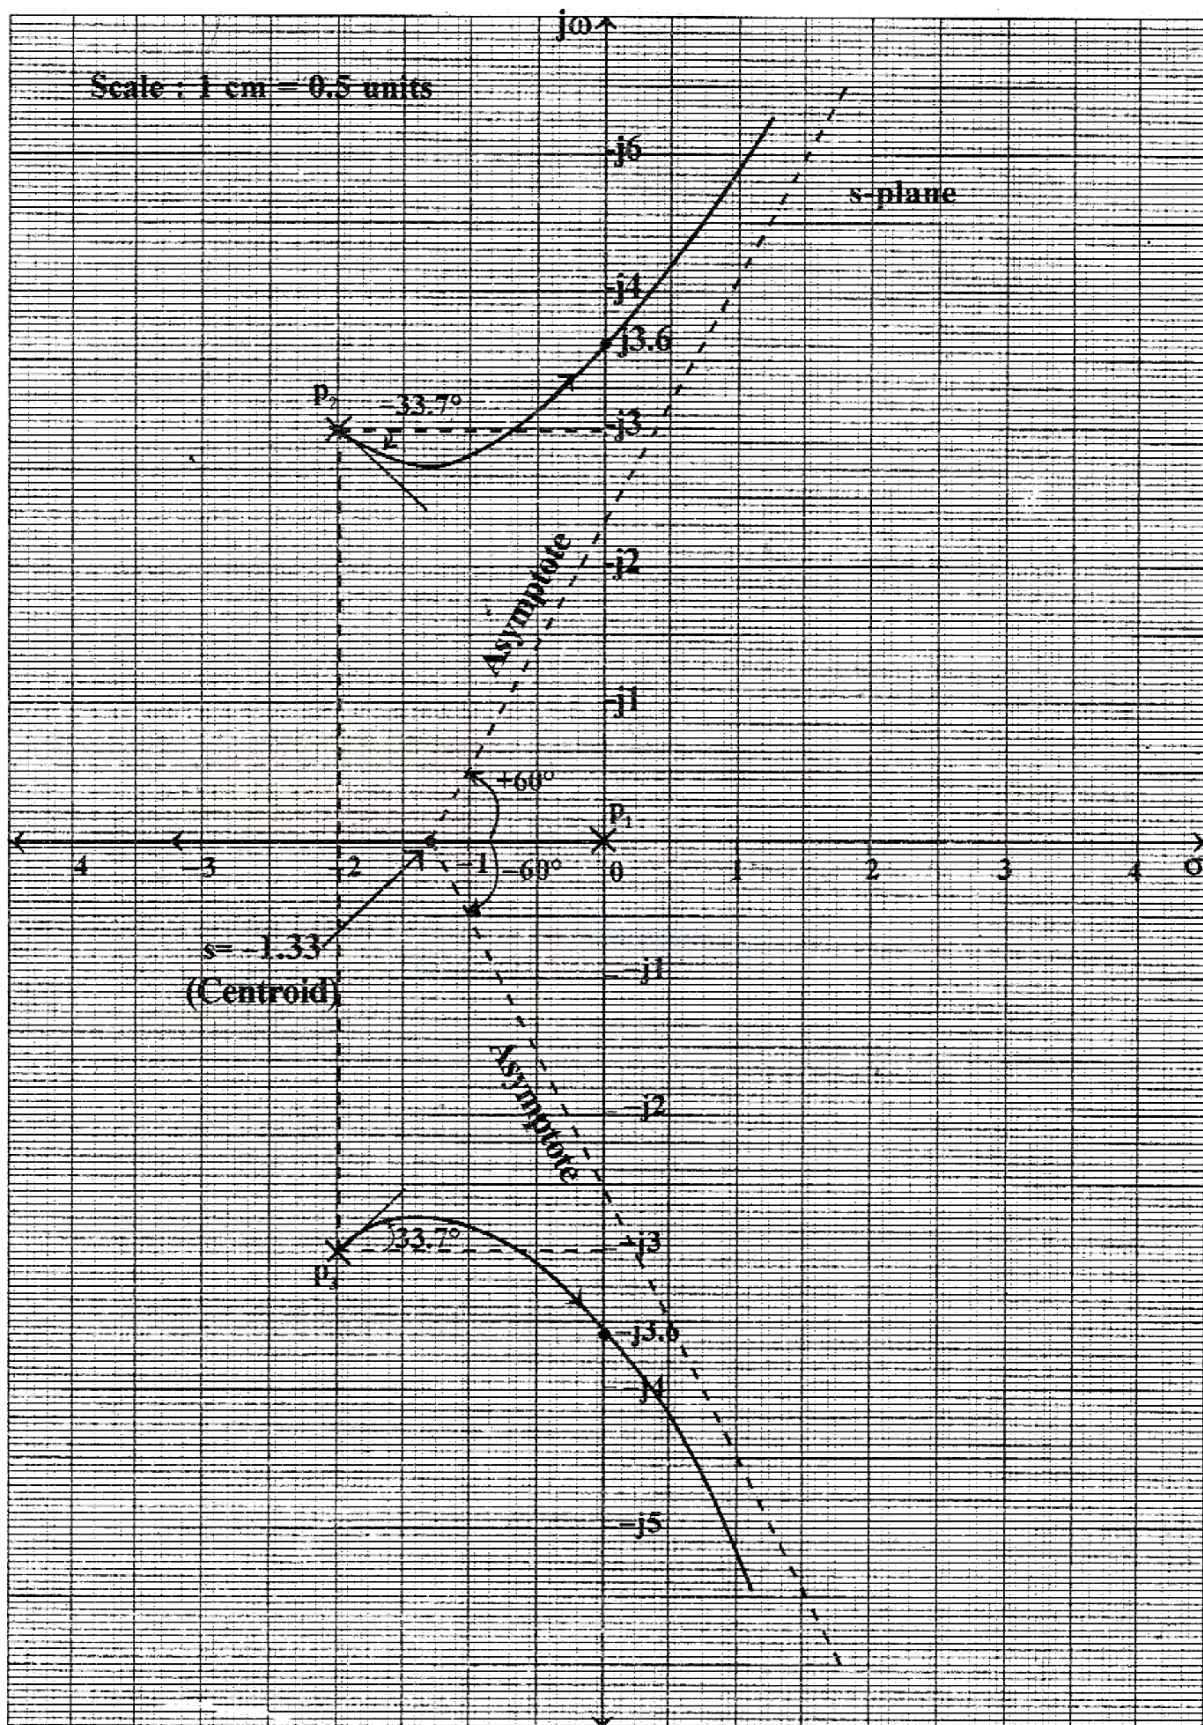 jω
Scale : 1 cm = 0.5 units
-j6
s-plane
-j4
j3.6
p₂
-33.7°
-j3
Asymptote
-j2
-j1
+60°
p₁
-4
-3
-2
-1
0
1
2
3
4
σ
-60°
s= -1.33
(Centroid)
-j1
Asymptote
-j2
33.7°
-j3
p₃
-j3.6
-j4
-j5